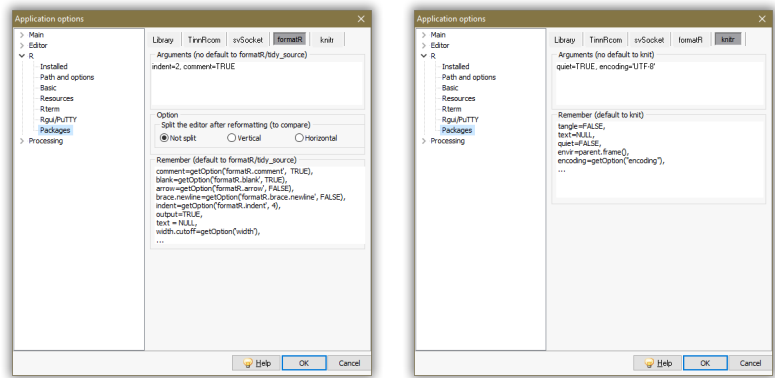 Application options
Main
Editor
R
Installed
Path and options
Basic
Resources
Rterm
Rgui/PuTTY
Packages
Processing
Library TinnRcom svSocket formatR knitr
Arguments (no default to formatR/tidy_source)
indent=2, comment=TRUE
Option
Split the editor after reformatting (to compare)
Not split Vertical Horizontal
Remember (default to formatR/tidy_source)
comment=getOption('formatR.comment', TRUE),
blank=getOption('formatR.blank', TRUE),
arrow=getOption('formatR.arrow', FALSE),
brace.newline=getOption('formatR.brace.newline', FALSE),
indent=getOption('formatR.indent', 4),
output=TRUE,
text = NULL,
width.cutoff=getOption('width'),
...
Help OK Cancel
Application options
Main
Editor
R
Installed
Path and options
Basic
Resources
Rterm
Rgui/PuTTY
Packages
Processing
Library TinnRcom svSocket formatR knitr
Arguments (no default to knit)
quiet=TRUE, encoding='UTF-8'
Remember (default to knit)
tangle=FALSE,
text=NULL,
quiet=FALSE,
envir=parent.frame(),
encoding=getOption("encoding"),
...
Help OK Cancel